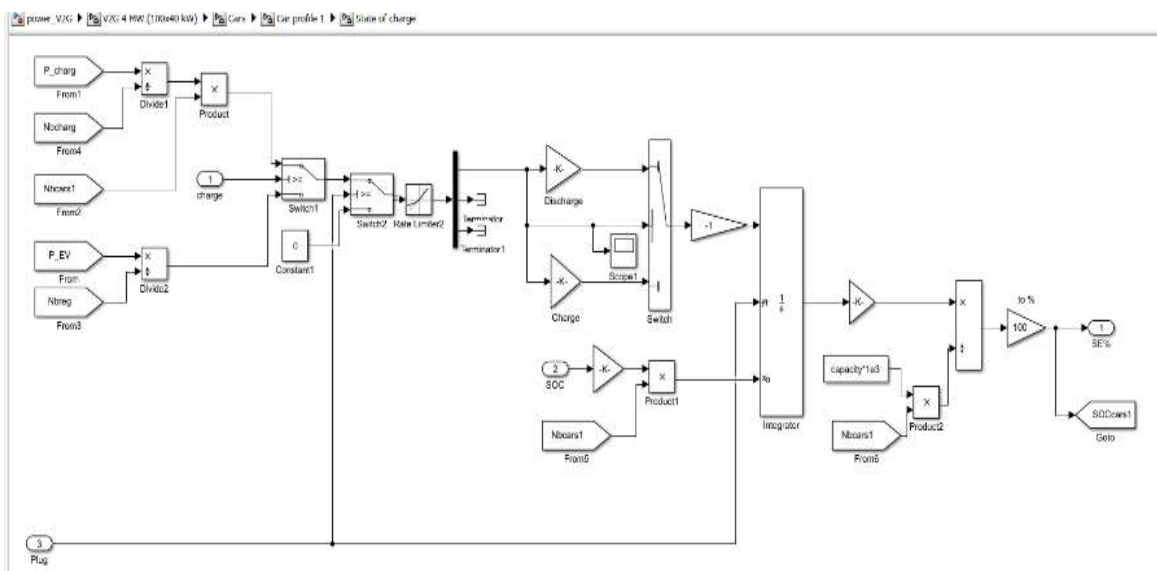 power_V2G ▶ V2G 4 MW (100x40 kW) ▶ Cars ▶ Car profile 1 ▶ State of charge
P_charg
From1
×
÷
Divide1
×
Product
Nbcharg
From4
Nbcars1
From2
1
charge
>=
Switch1
>=
Switch2
Rate Limiter2
0
Constant1
P_EV
From
×
÷
Divide2
Nbreg
From3
Terminator
Terminator1
-K-
Discharge
Scope1
-K-
Charge
Switch
-1
1
s
xo
Integrator
2
SOC
-K-
×
Product1
Nbcars1
From5
-K-
capacity*1e3
×
Product2
Nbcars1
From6
×
÷
to %
100
1
SE%
SOCcars1
Goto
3
Plug